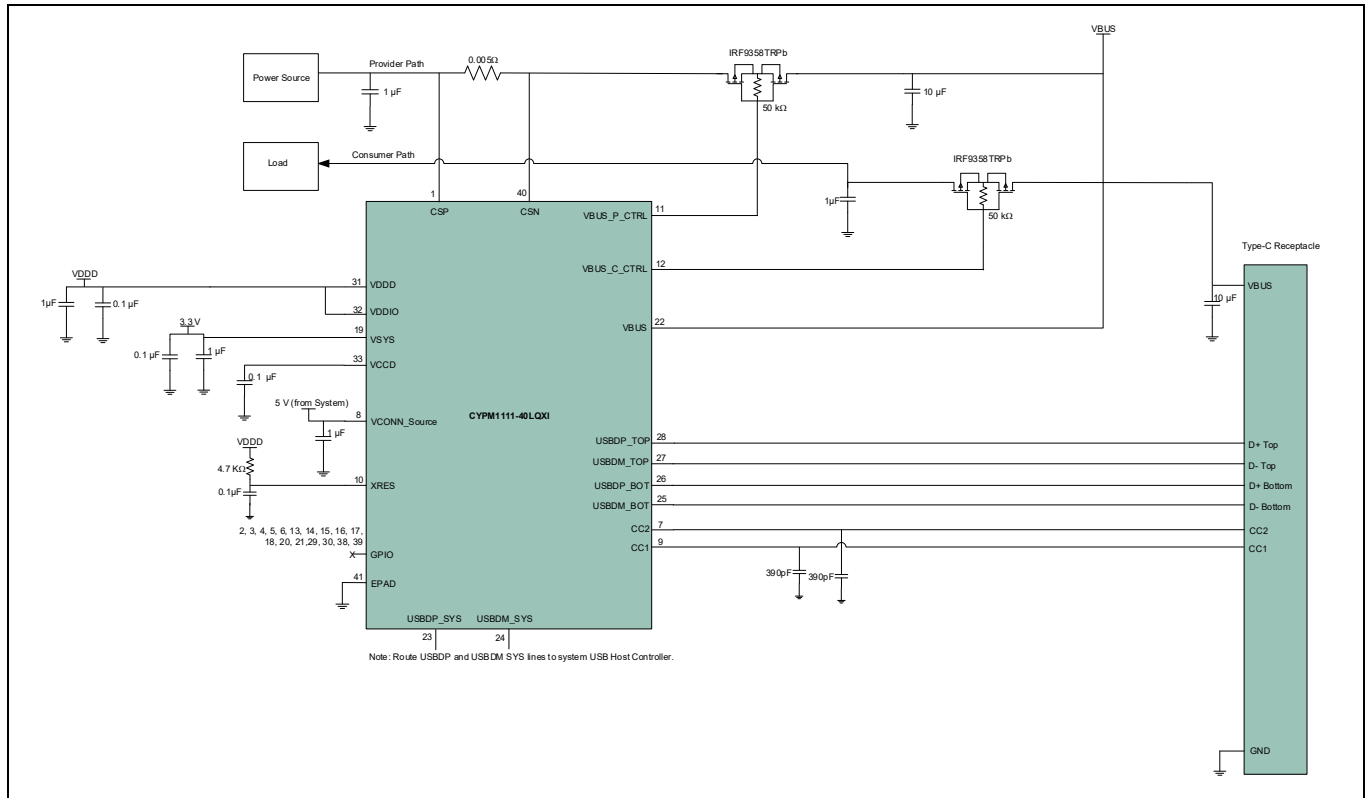 VBUS
IRF9358TRPb
Power Source
Provider Path
0.005Ω
1 µF
50 kΩ
10 µF
Load
Consumer Path
IRF9358TRPb
1µF
50 kΩ
1
40
CSP
CSN
VBUS_P_CTRL
11
VBUS_C_CTRL
12
VBUS
22
Type-C Receptacle
VBUS
10 µF
VDDD
1µF
0.1 µF
31
VDDD
32
VDDIO
3.3 V
19
VSYS
0.1 µF
1 µF
33
VCCD
0.1 µF
5 V (from System)
8
VCONN_Source
1 µF
CYPM1111-40LQXI
VDDD
4.7 KΩ
10
XRES
0.1µF
2, 3, 4, 5, 6, 13, 14, 15, 16, 17,
18, 20, 21,29, 30, 38, 39
X
GPIO
41
EPAD
USBDP_TOP
28
D+ Top
USBDM_TOP
27
D- Top
USBDP_BOT
26
D+ Bottom
USBDM_BOT
25
D- Bottom
CC2
7
CC2
CC1
9
CC1
390pF
390pF
USBDP_SYS
USBDM_SYS
23
24
Note: Route USBDP and USBDM SYS lines to system USB Host Controller.
GND